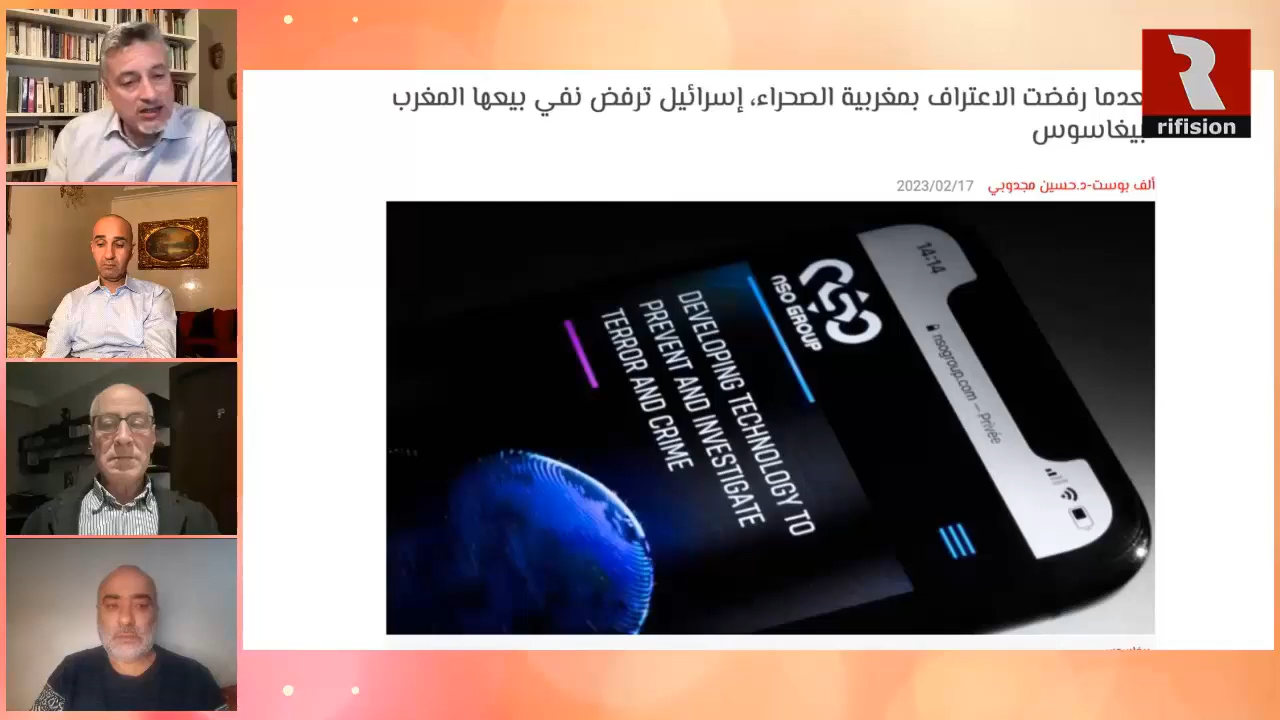 رفضت الاعتراف بمغربية الصحراء، إسرائيل ترفض نفي بيعها المغرب
بيغاسوس
ألف بوست-د.حسين مجدوبي 2023/02/17
rifision
14:14
nsogroup.com — Privée
NSO GROUP
DEVELOPING TECHNOLOGY TO
PREVENT AND INVESTIGATE
TERROR AND CRIME